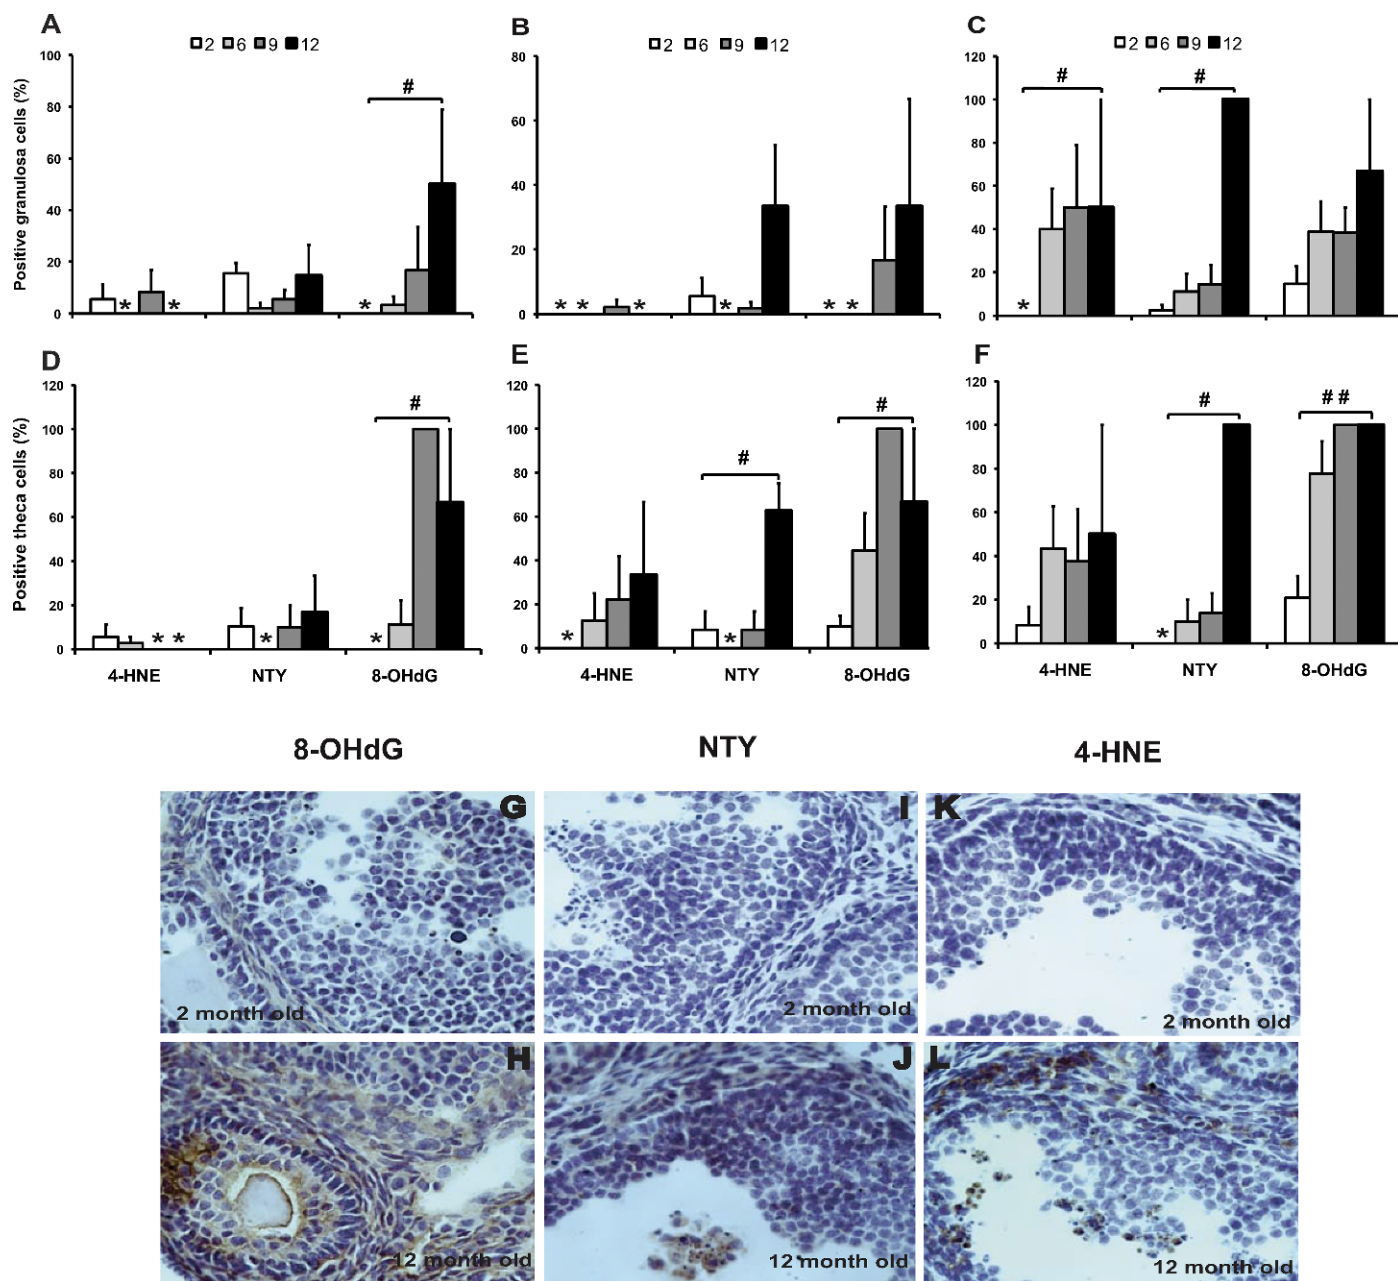 A
B
C
2 6 9 12
2 6 9 12
2 6 9 12
Positive granulosa cells (%)
100
80
60
40
20
0
* * * #
80
60
40
20
0
* * * * * *
120
100
80
60
40
20
0
* # #
D
E
F
Positive theca cells (%)
120
100
80
60
40
20
0
* * * * #
120
100
80
60
40
20
0
* * # #
120
100
80
60
40
20
0
* # # #
4-HNE NTY 8-OHdG
4-HNE NTY 8-OHdG
4-HNE NTY 8-OHdG
8-OHdG NTY 4-HNE
G
2 month old
I
2 month old
K
2 month old
H
12 month old
J
12 month old
L
12 month old